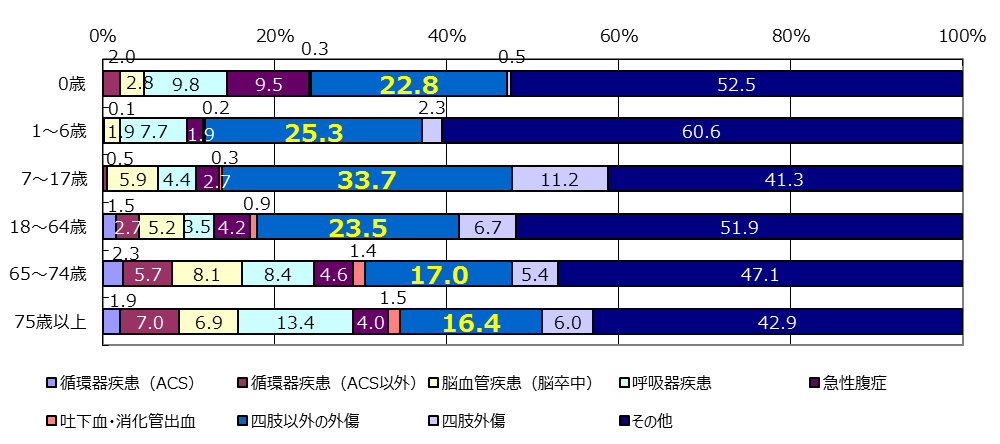 0% 20% 40% 60% 80% 100%
2.0 0.3 0.5
0歳 2.8 9.8 9.5 22.8 52.5
0.1 0.2 2.3
1～6歳 1.9 7.7 1.9 25.3 60.6
0.5 0.3
7～17歳 5.9 4.4 2.7 33.7 11.2 41.3
1.5 0.9
18～64歳 2.7 5.2 3.5 4.2 23.5 6.7 51.9
2.3 1.4
65～74歳 5.7 8.1 8.4 4.6 17.0 5.4 47.1
1.9 1.5
75歳以上 7.0 6.9 13.4 4.0 16.4 6.0 42.9
循環器疾患（ACS） 循環器疾患（ACS以外） 脳血管疾患（脳卒中） 呼吸器疾患 急性腹症
吐下血・消化管出血 四肢以外の外傷 四肢外傷 その他